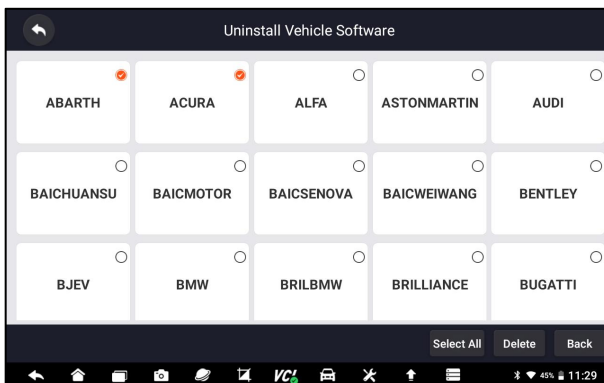 Uninstall Vehicle Software
ABARTH ACURA ALFA ASTONMARTIN AUDI
BAICHUANSU BAICMOTOR BAICSENOVA BAICWEIWANG BENTLEY
BJEV BMW BRILBMW BRILLIANCE BUGATTI
Select All Delete Back
VCI 45% 11:29